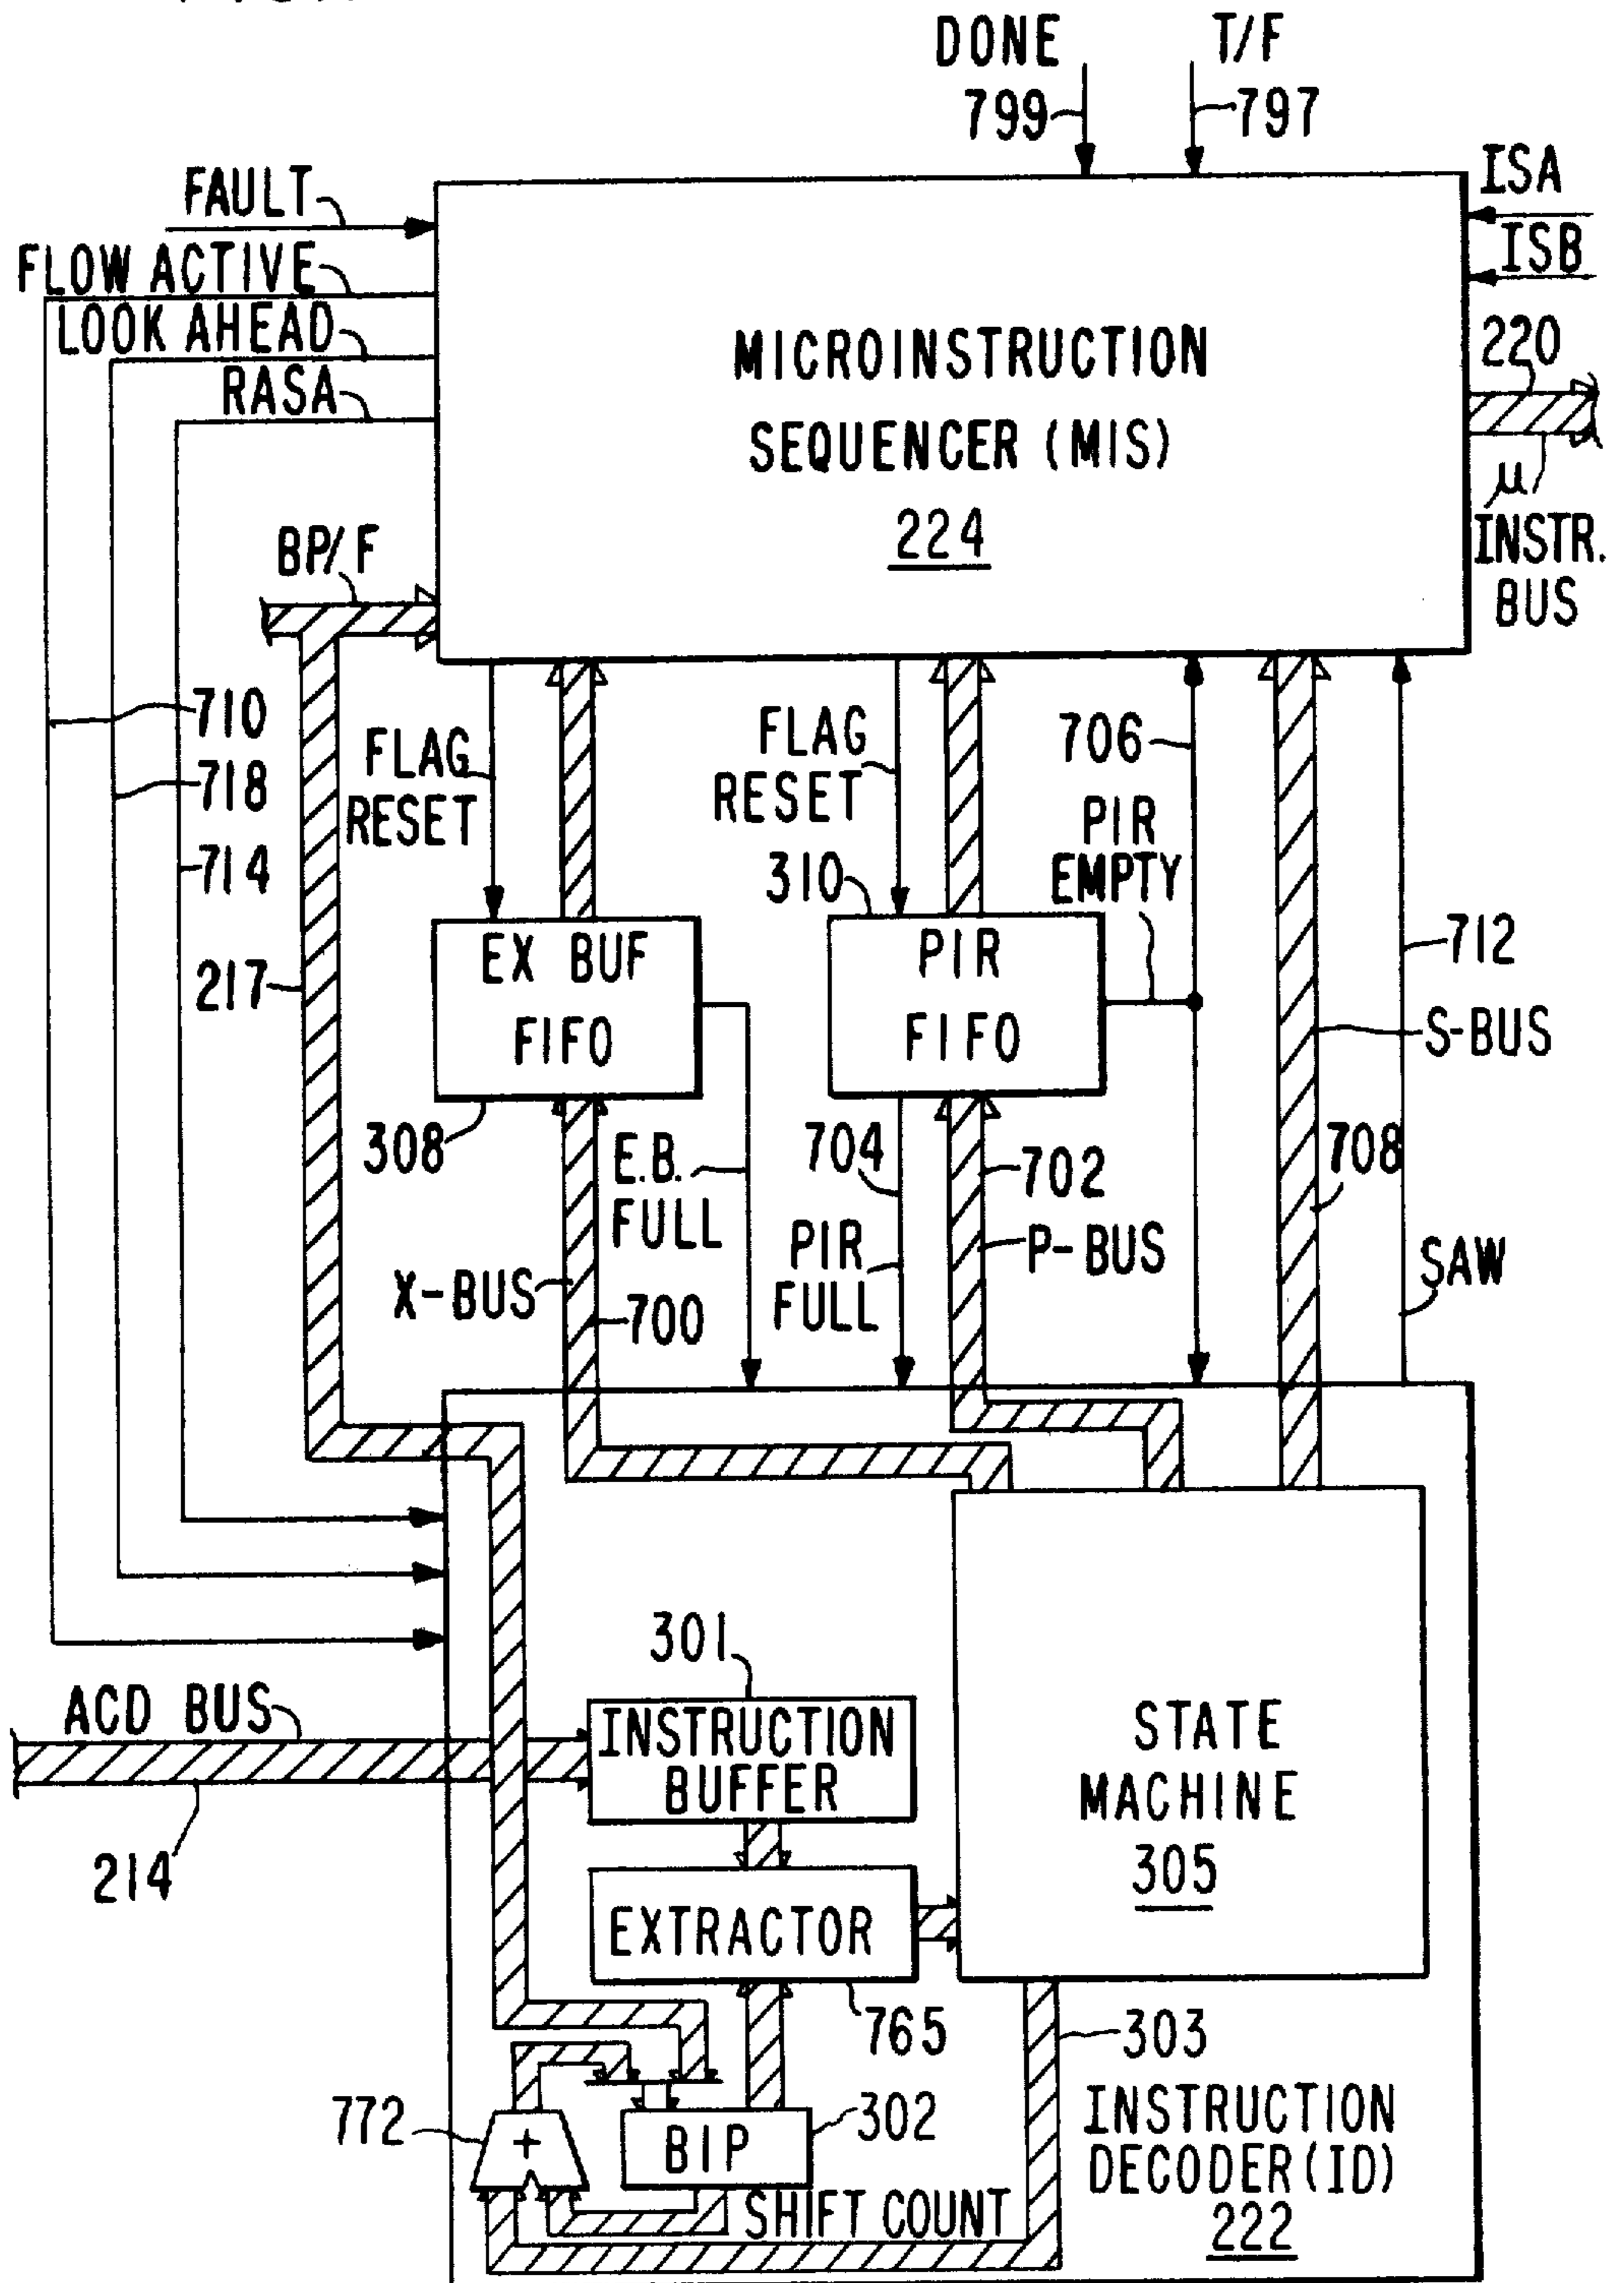 DONE
799
T/F
797
FAULT
FLOW ACTIVE
LOOK AHEAD
RASA
ISA
ISB
220
μ
INSTR.
BUS
MICROINSTRUCTION
SEQUENCER (MIS)
224
BP/F
710
718
714
217
FLAG
RESET
FLAG
RESET
310
706
PIR
EMPTY
712
S-BUS
EX BUF
FIFO
PIR
FIFO
308
E.B.
FULL
704
PIR
FULL
702
P-BUS
708
SAW
X-BUS
700
ACD BUS
214
301
INSTRUCTION
BUFFER
EXTRACTOR
765
STATE
MACHINE
305
303
772
+
BIP
302
SHIFT COUNT
INSTRUCTION
DECODER (ID)
222